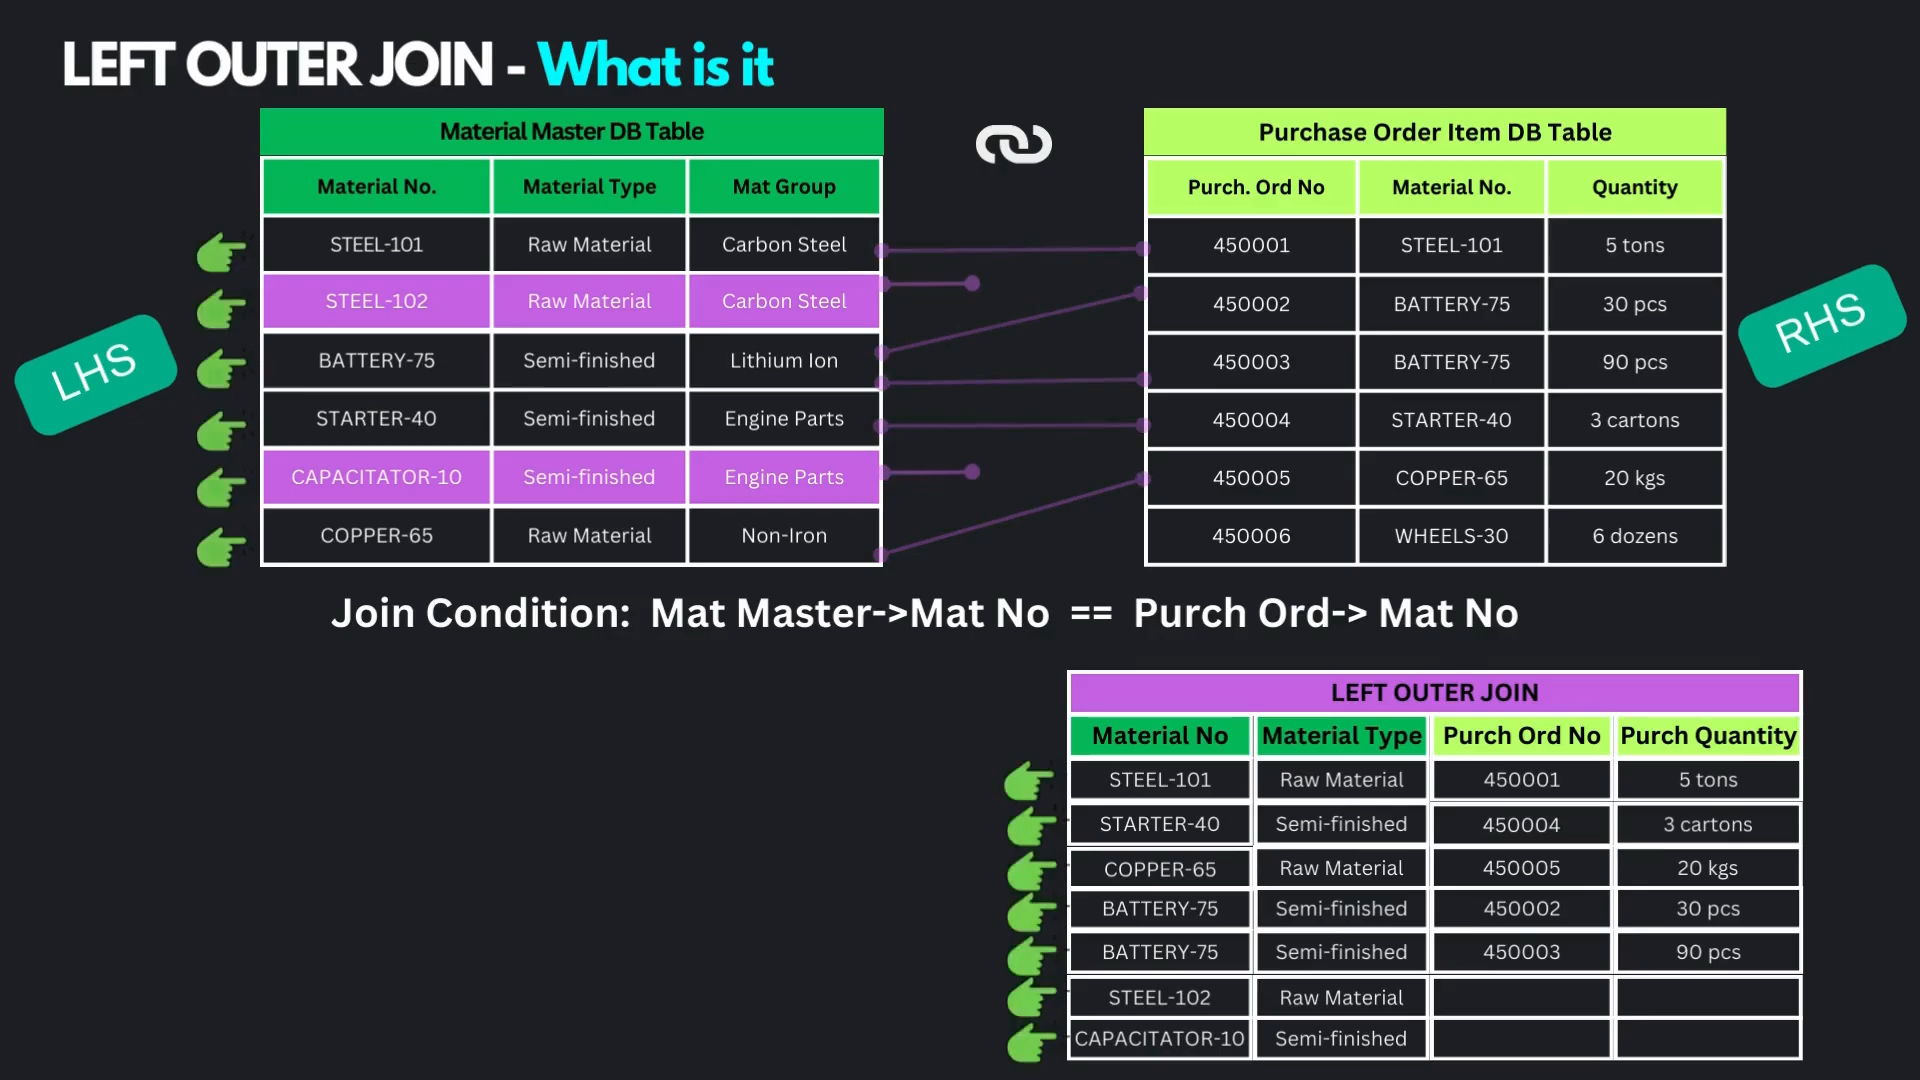 LEFT OUTER JOIN - What is it
Material Master DB Table
Material No. Material Type Mat Group
STEEL-101 Raw Material Carbon Steel
STEEL-102 Raw Material Carbon Steel
BATTERY-75 Semi-finished Lithium Ion
STARTER-40 Semi-finished Engine Parts
CAPACITATOR-10 Semi-finished Engine Parts
COPPER-65 Raw Material Non-Iron
LHS
Purchase Order Item DB Table
Purch. Ord No Material No. Quantity
450001 STEEL-101 5 tons
450002 BATTERY-75 30 pcs
450003 BATTERY-75 90 pcs
450004 STARTER-40 3 cartons
450005 COPPER-65 20 kgs
450006 WHEELS-30 6 dozens
RHS
Join Condition: Mat Master->Mat No == Purch Ord-> Mat No
LEFT OUTER JOIN
Material No Material Type Purch Ord No Purch Quantity
STEEL-101 Raw Material 450001 5 tons
STARTER-40 Semi-finished 450004 3 cartons
COPPER-65 Raw Material 450005 20 kgs
BATTERY-75 Semi-finished 450002 30 pcs
BATTERY-75 Semi-finished 450003 90 pcs
STEEL-102 Raw Material
CAPACITATOR-10 Semi-finished